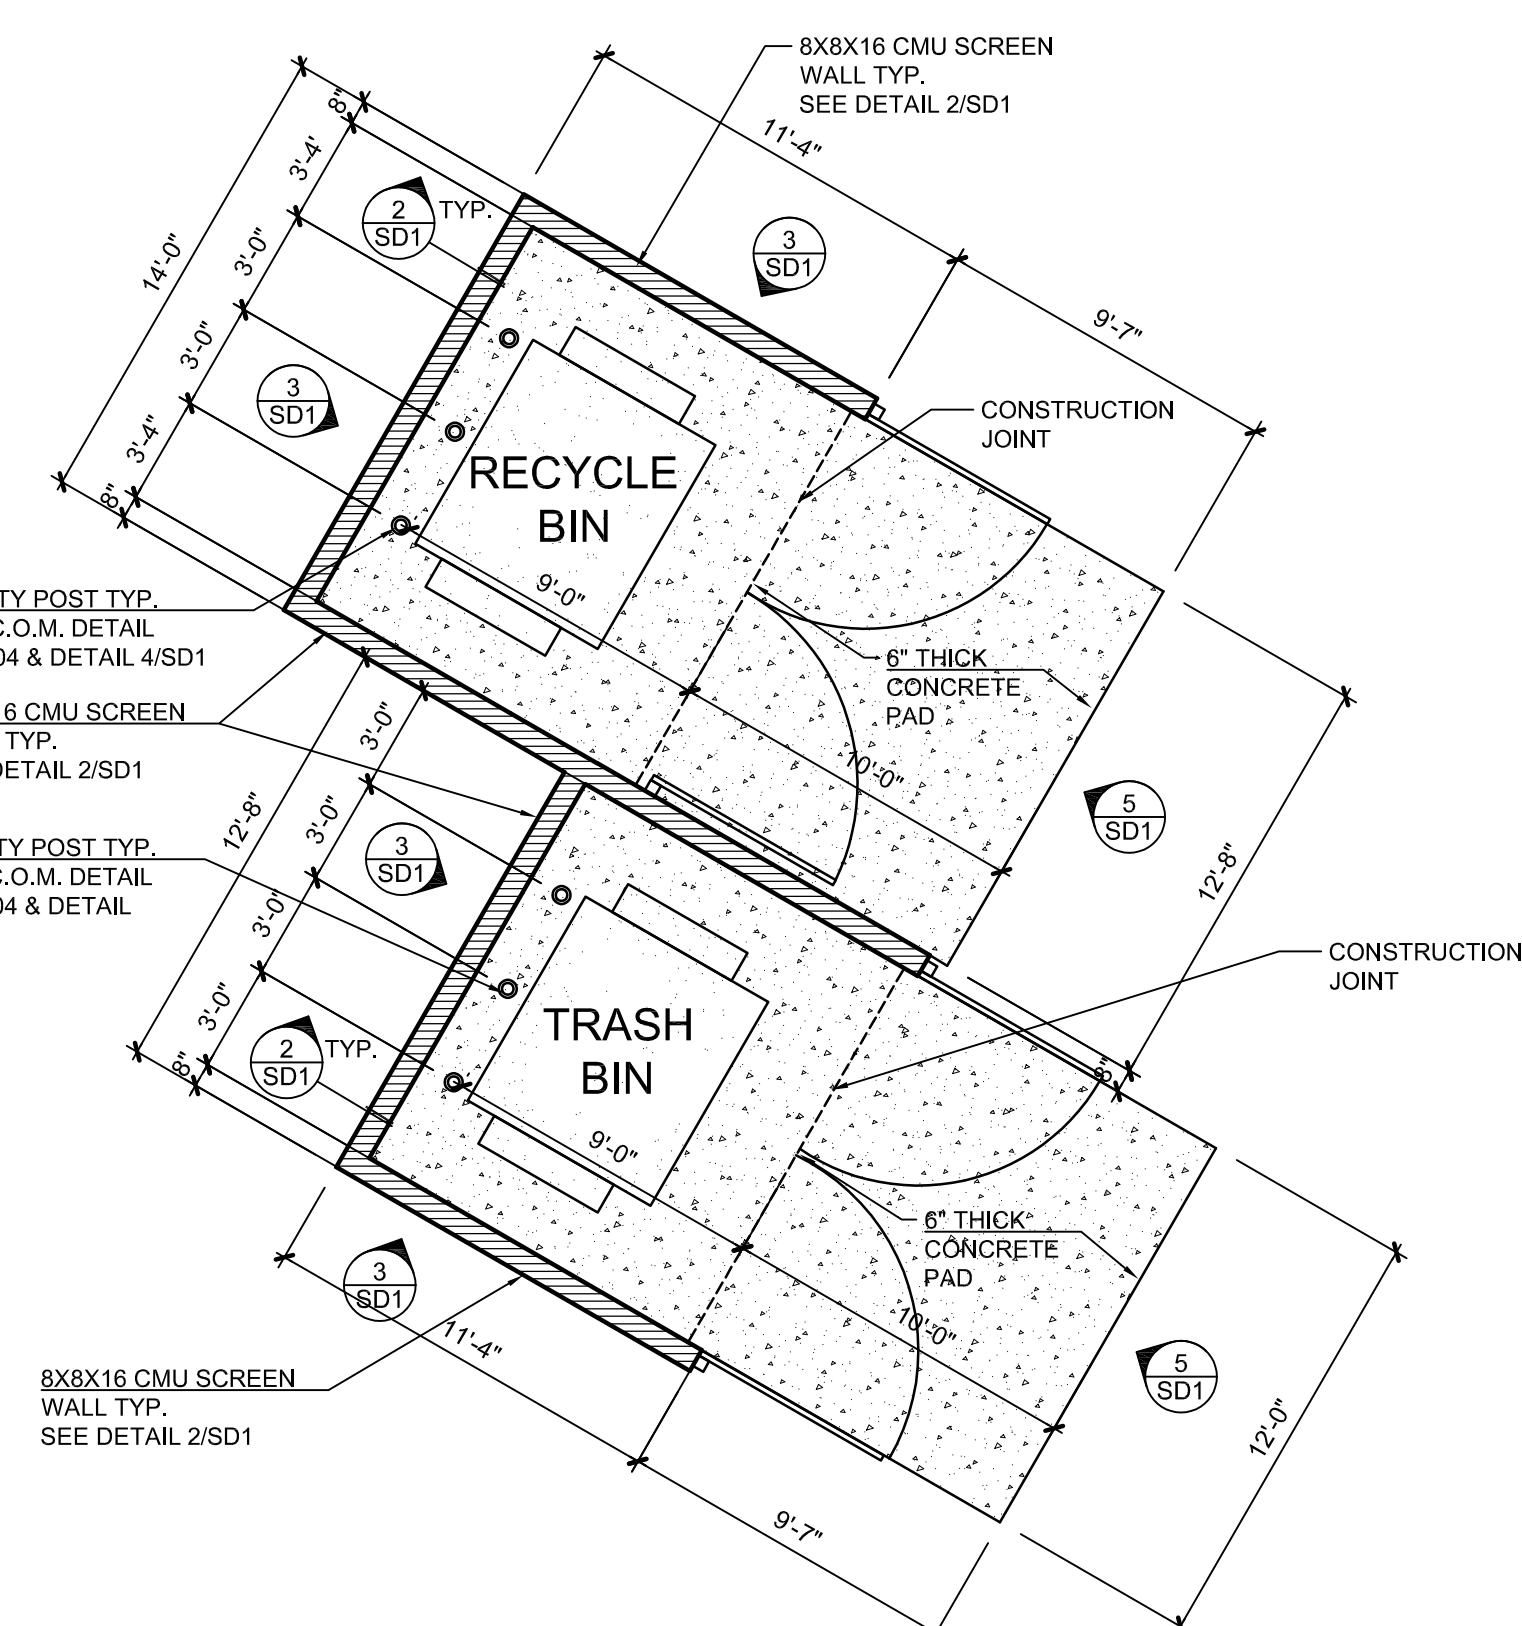 8X8X16 CMU SCREEN
WALL TYP.
SEE DETAIL 2/SD1
11'-4"
8"
3'-4'
2
SD1
TYP.
3
SD1
14'-0"
3'-0"
9'-7"
3'-0"
3
SD1
3'-4"
8"
CONSTRUCTION
JOINT
RECYCLE
BIN
9'-0"
TY POST TYP.
C.O.M. DETAIL
04 & DETAIL 4/SD1
6" THICK
CONCRETE
PAD
6 CMU SCREEN
TYP.
DETAIL 2/SD1
3'-0"
10'-0"
12'-8"
3'-0"
3
SD1
5
SD1
TY POST TYP.
C.O.M. DETAIL
04 & DETAIL
12'-8"
3'-0"
CONSTRUCTION
JOINT
3'-0"
2
SD1
TYP.
8"
TRASH
BIN
9'-0"
8"
6" THICK
CONCRETE
PAD
3
SD1
11'-4"
10'-0"
5
SD1
8X8X16 CMU SCREEN
WALL TYP.
SEE DETAIL 2/SD1
12'-0"
9'-7"